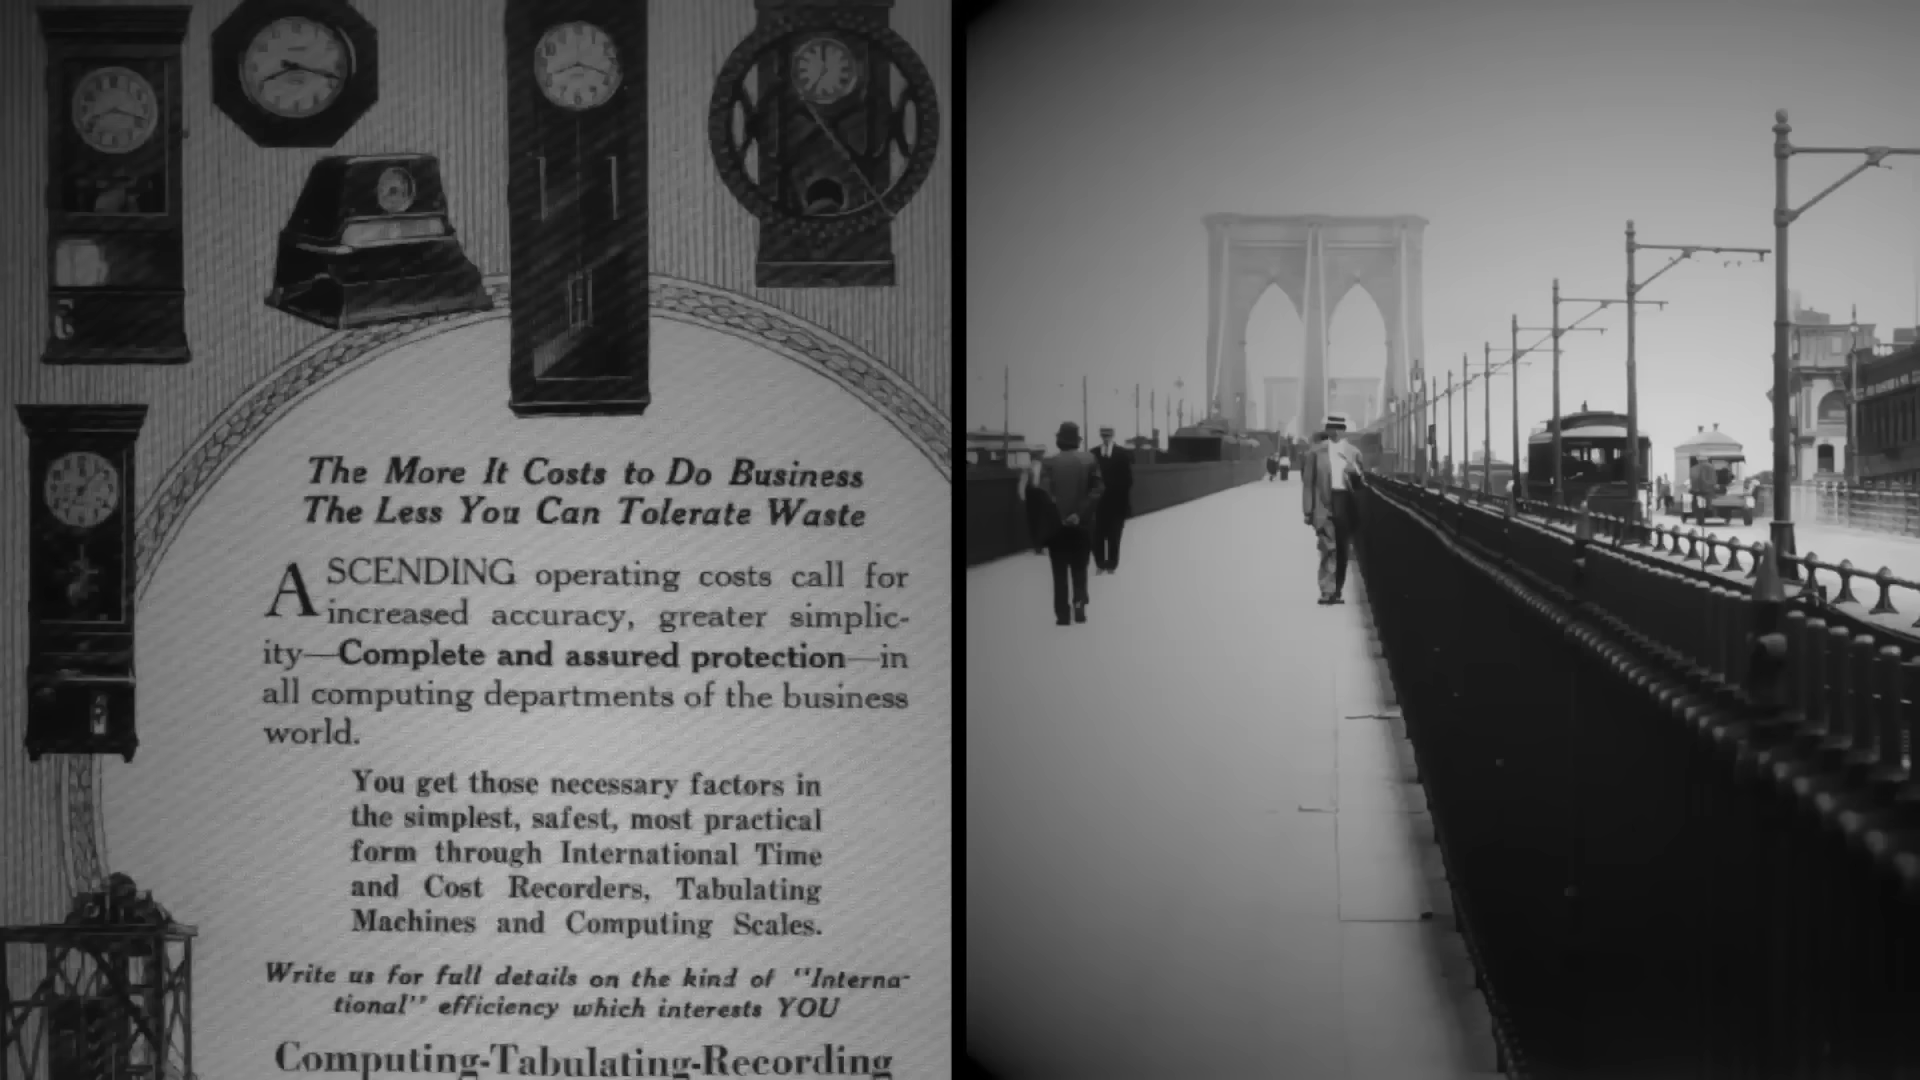 The More It Costs to Do Business
The Less You Can Tolerate Waste
ASCENDING operating costs call for
increased accuracy, greater simplic-
ity—Complete and assured protection—in
all computing departments of the business
world.
You get those necessary factors in
the simplest, safest, most practical
form through International Time
and Cost Recorders, Tabulating
Machines and Computing Scales.
Write us for full details on the kind of "Interna-
tional" efficiency which interests YOU
Computing-Tabulating-Recording